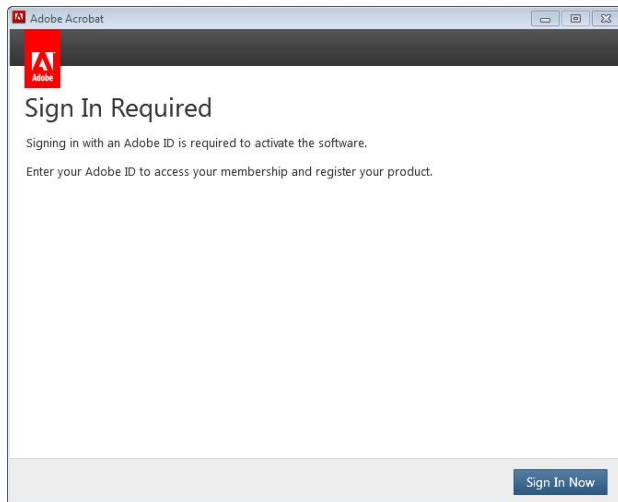 Adobe Acrobat
Adobe
Sign In Required
Signing in with an Adobe ID is required to activate the software.
Enter your Adobe ID to access your membership and register your product.
Sign In Now